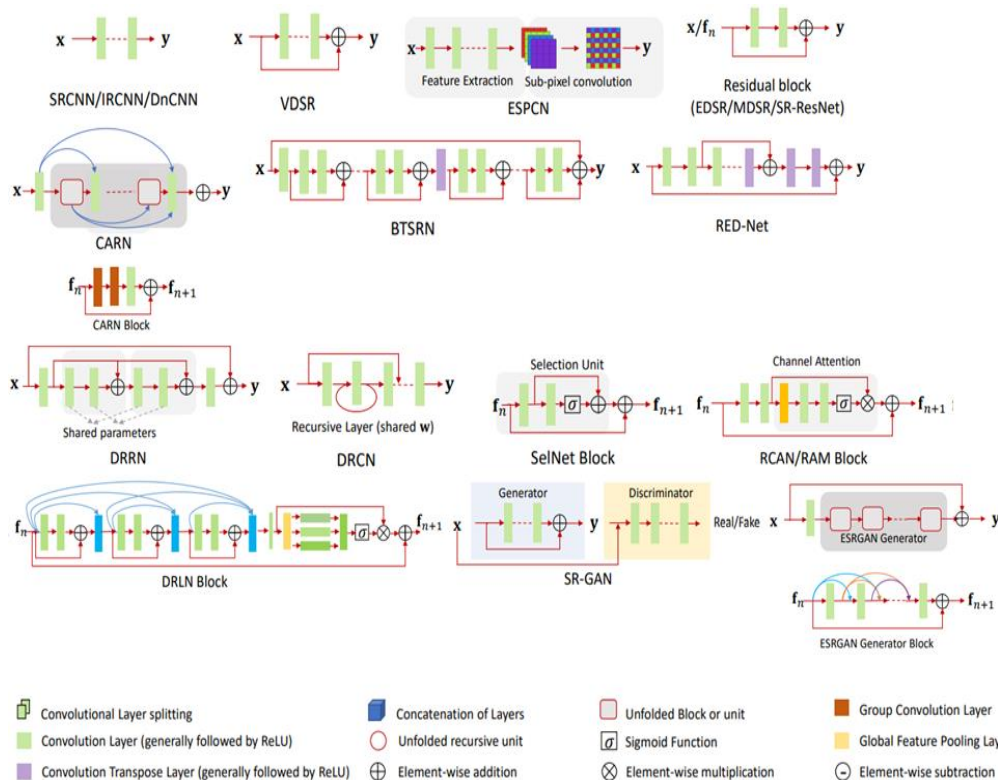 x y
SRCNN/IRCNN/DnCNN
x y
VDSR
x y
Feature Extraction Sub-pixel convolution
ESPCN
x/fn y
Residual block
(EDSR/MDSR/SR-ResNet)
x y
CARN
x y
BTSRN
x y
RED-Net
fn fn+1
CARN Block
x y
Shared parameters
DRRN
x y
Recursive Layer (shared w)
DRCN
Selection Unit
fn σ fn+1
SelNet Block
Channel Attention
fn σ fn+1
RCAN/RAM Block
fn σ fn+1
DRLN Block
Generator Discriminator
x y Real/Fake
SR-GAN
x y
ESRGAN Generator
fn fn+1
ESRGAN Generator Block
Convolutional Layer splitting
Concatenation of Layers
Unfolded Block or unit
Group Convolution Layer
Convolution Layer (generally followed by ReLU)
Unfolded recursive unit
σ Sigmoid Function
Global Feature Pooling Lay
Convolution Transpose Layer (generally followed by ReLU)
Element-wise addition
Element-wise multiplication
Element-wise subtraction